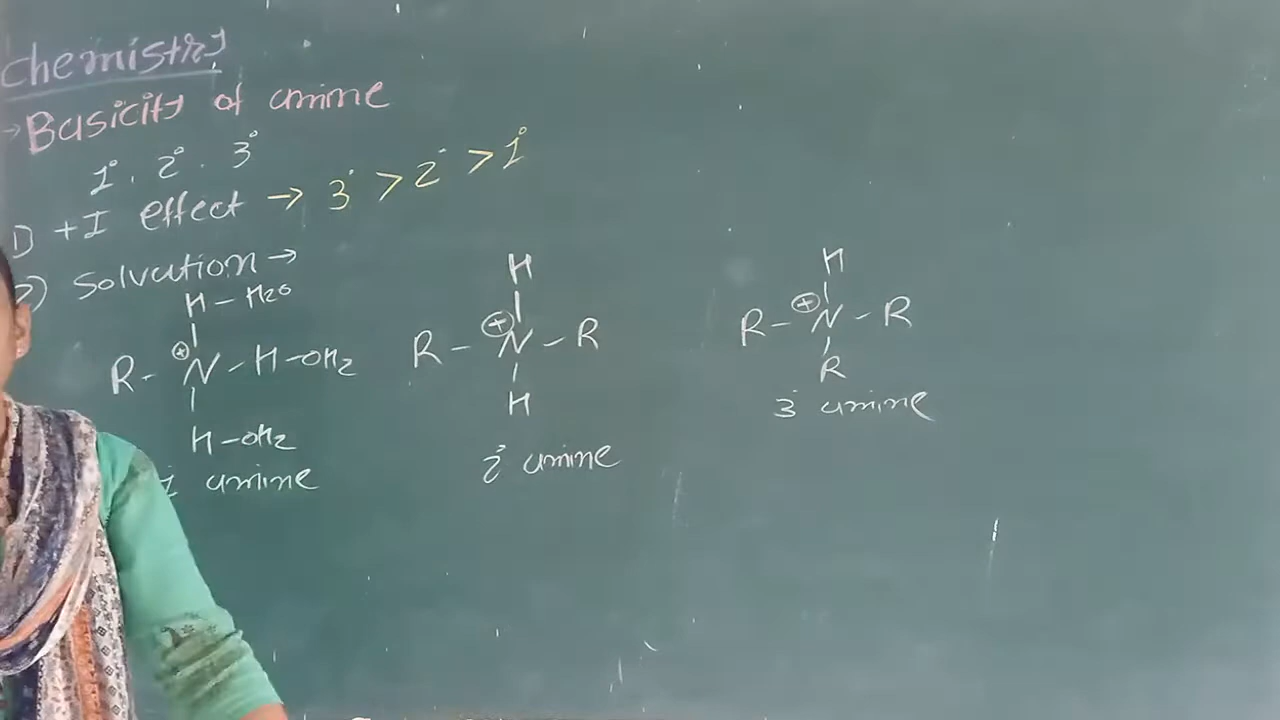 Chemistry
→ Basicity of amine
1°, 2°, 3°
1) +I effect → 3° > 2° > 1°
2) Solvation →
H – H2O
R – N⊕ – H – OH2
H – OH2
1° amine
H
R – N⊕ – R
H
2° amine
H
R – N⊕ – R
R
3° amine